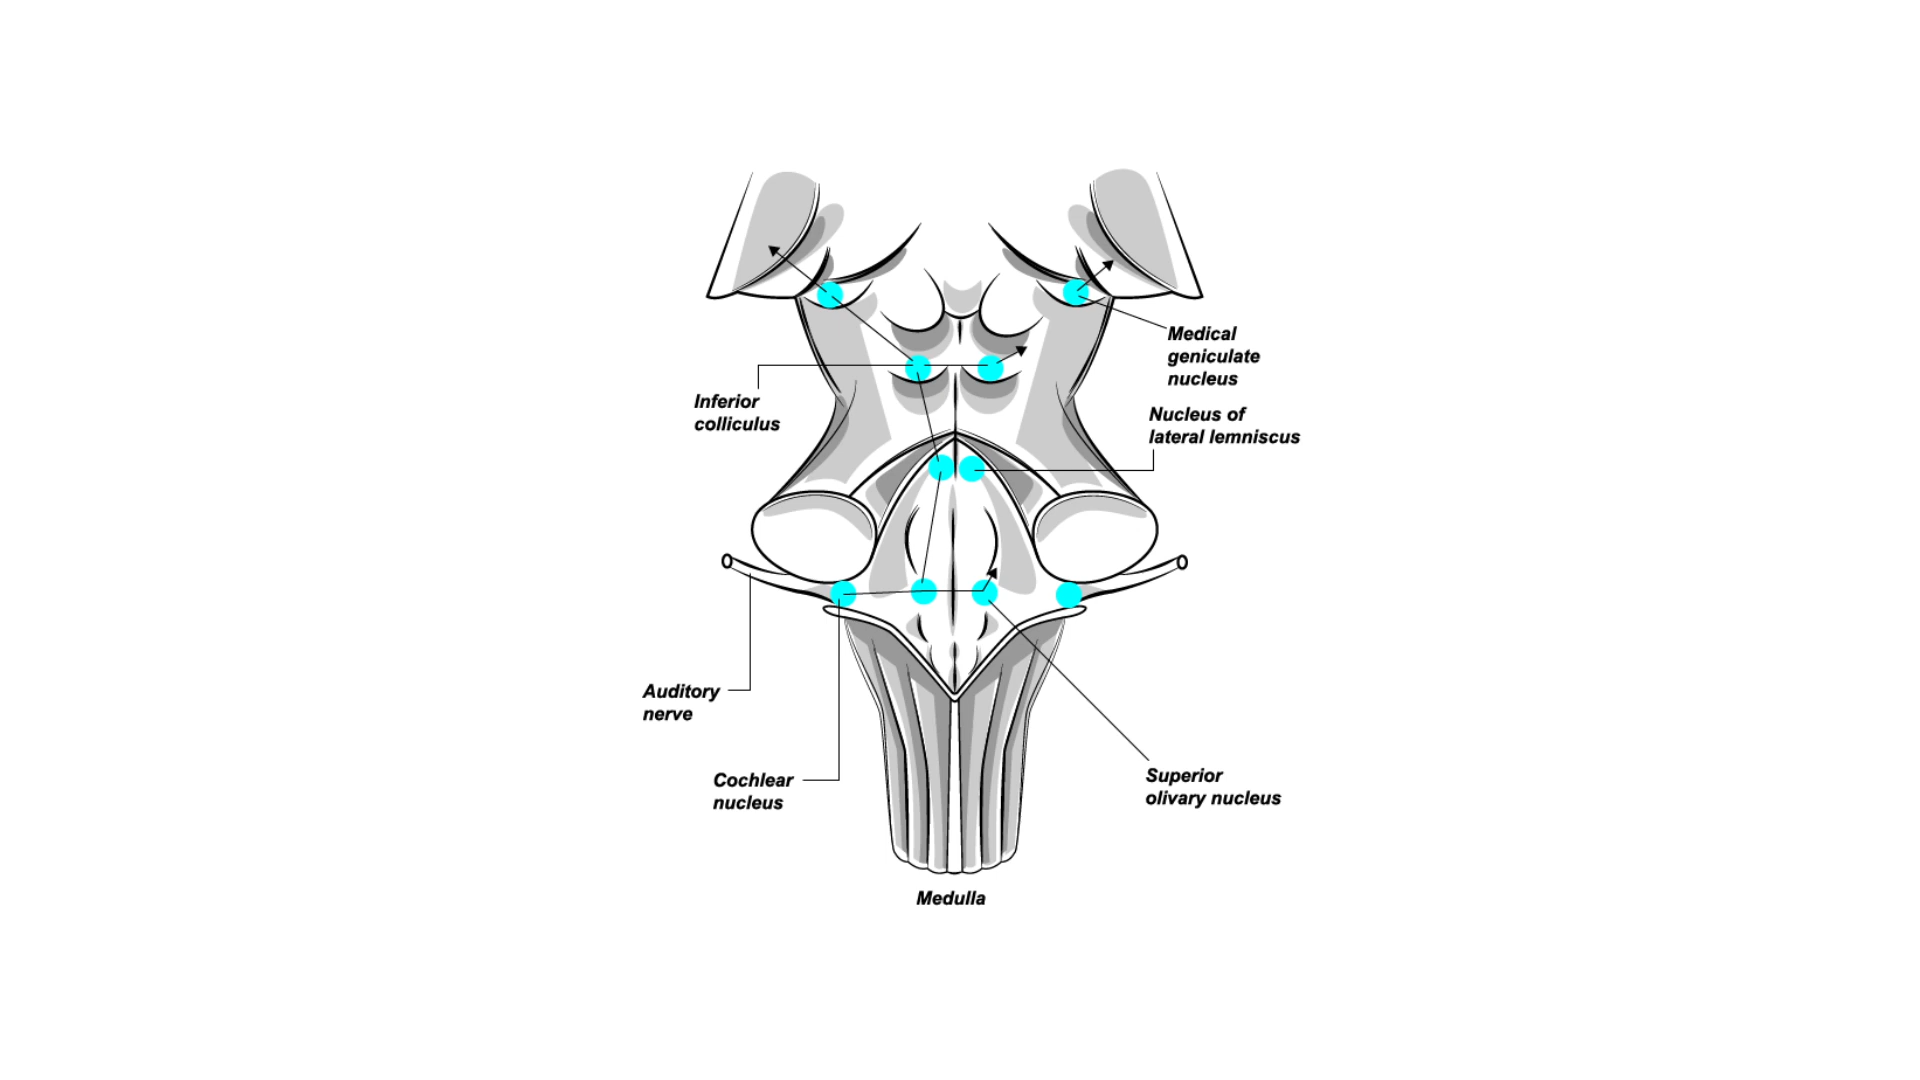 Medical
geniculate
nucleus
Inferior
colliculus
Nucleus of
lateral lemniscus
Auditory
nerve
Cochlear
nucleus
Superior
olivary nucleus
Medulla